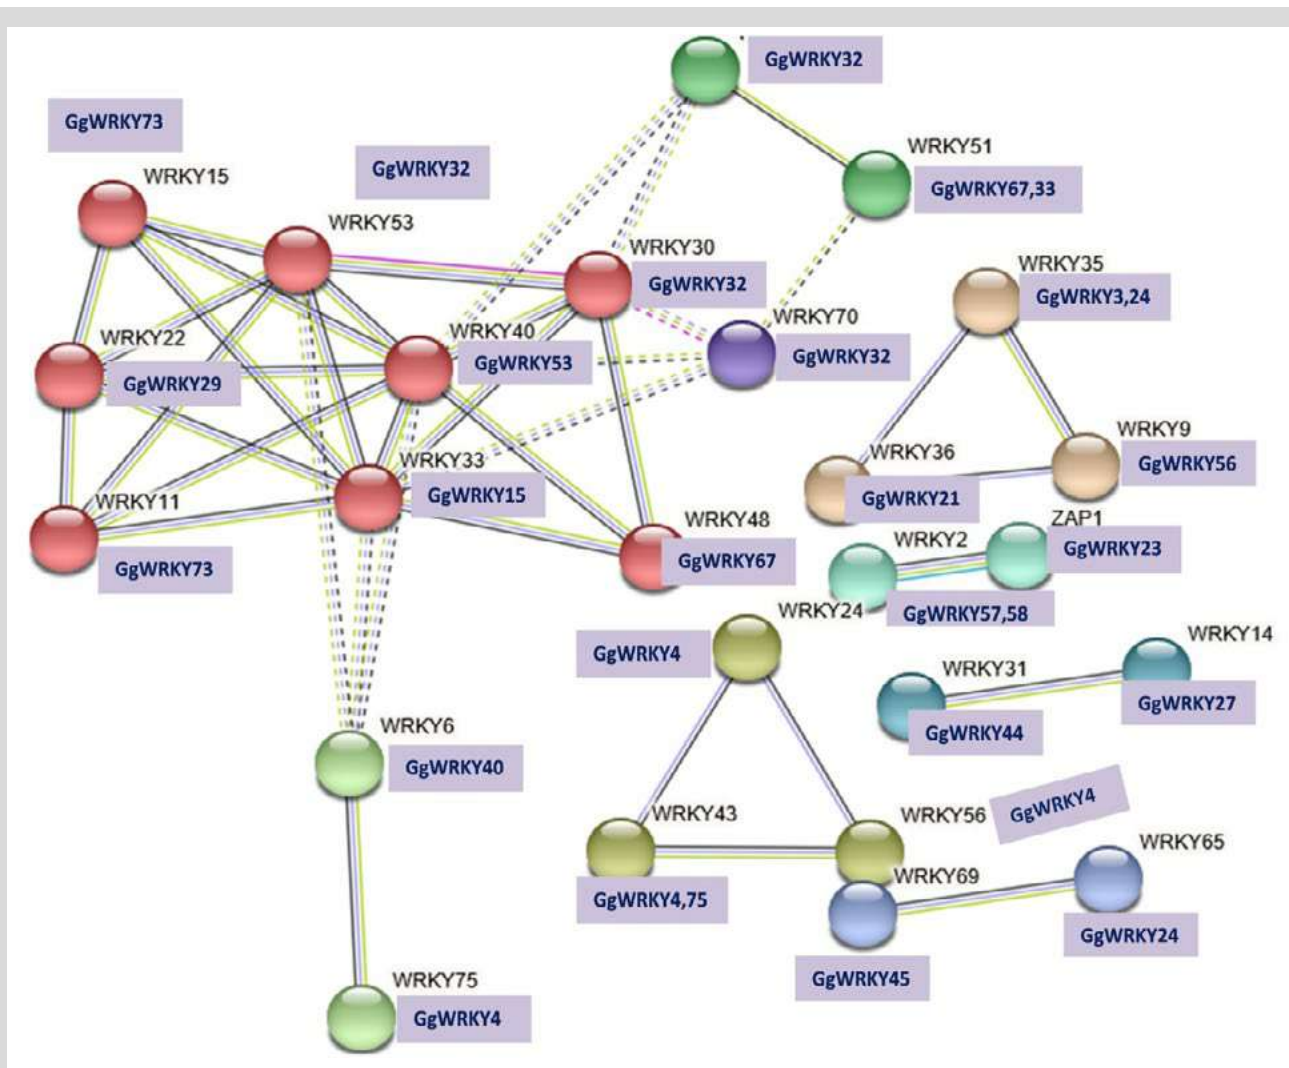 GgWRKY32
GgWRKY73
WRKY15
GgWRKY32
WRKY51
GgWRKY67,33
WRKY53
WRKY30
GgWRKY32
WRKY35
GgWRKY3,24
WRKY22
GgWRKY29
WRKY40
GgWRKY53
WRKY70
GgWRKY32
WRKY36
GgWRKY21
WRKY9
GgWRKY56
WRKY33
GgWRKY15
WRKY11
GgWRKY73
WRKY48
GgWRKY67
WRKY2
GgWRKY57,58
ZAP1
GgWRKY23
WRKY24
GgWRKY4
WRKY31
GgWRKY44
WRKY14
GgWRKY27
WRKY6
GgWRKY40
WRKY43
GgWRKY4,75
WRKY56
GgWRKY4
WRKY69
GgWRKY45
WRKY65
GgWRKY24
WRKY75
GgWRKY4